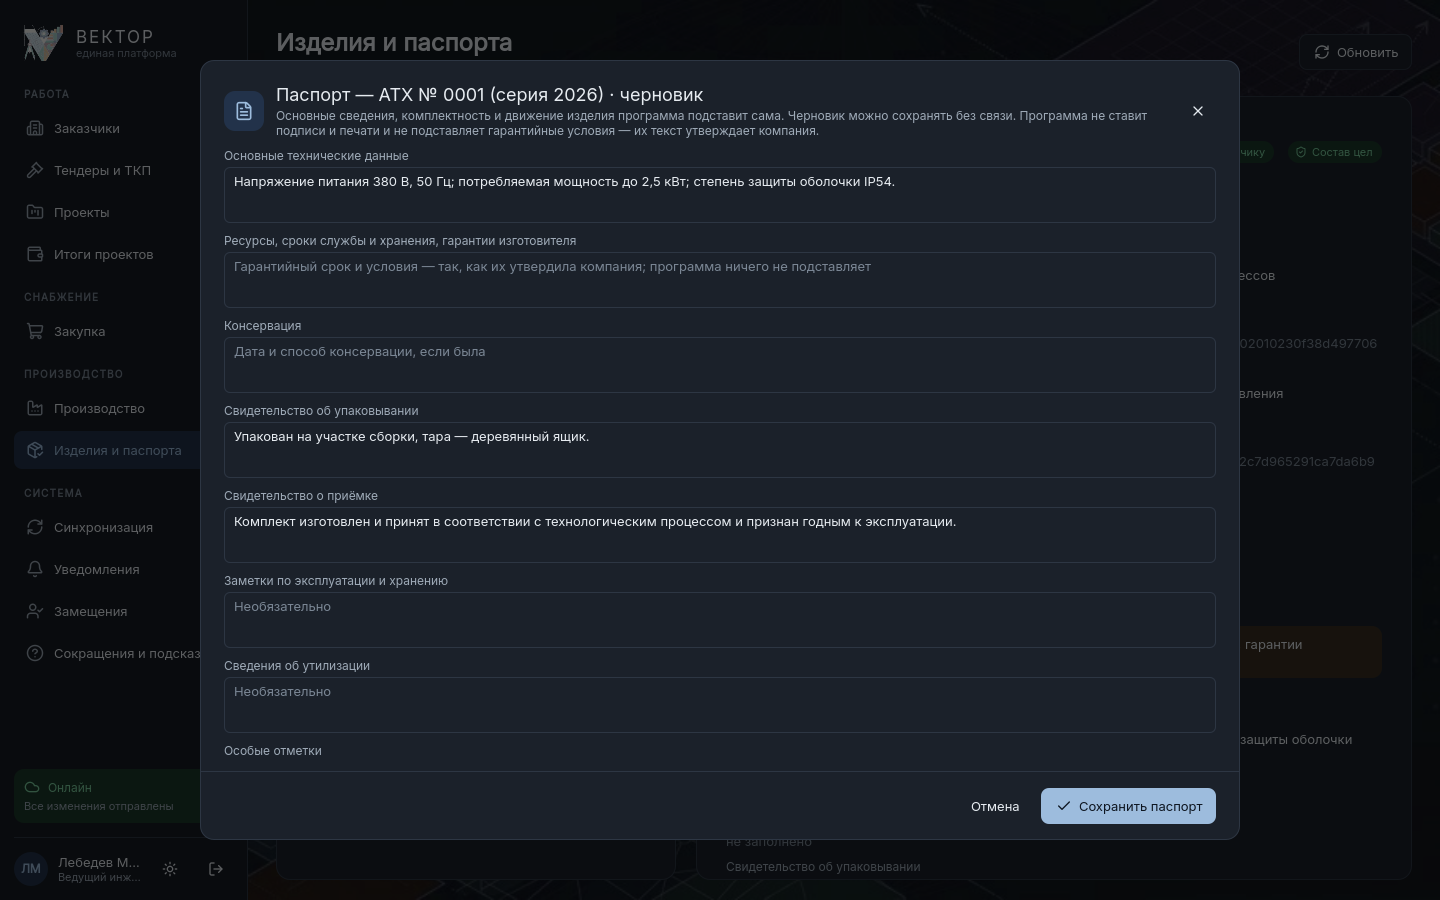 ВЕКТОР
единая платформа
РАБОТА
Заказчики
Тендеры и ТКП
Проекты
Итоги проектов
СНАБЖЕНИЕ
Закупка
ПРОИЗВОДСТВО
Производство
Изделия и паспорта
СИСТЕМА
Синхронизация
Уведомления
Замещения
Сокращения и подсказ
Онлайн
Все изменения отправлены
ЛМ
Лебедев М...
Ведущий инж...
Изделия и паспорта
Обновить
Паспорт — АТХ № 0001 (серия 2026) · черновик
Основные сведения, комплектность и движение изделия программа подставит сама. Черновик можно сохранять без связи. Программа не ставит
подписи и печати и не подставляет гарантийные условия — их текст утверждает компания.
Основные технические данные
Напряжение питания 380 В, 50 Гц; потребляемая мощность до 2,5 кВт; степень защиты оболочки IP54.
Ресурсы, сроки службы и хранения, гарантии изготовителя
Гарантийный срок и условия — так, как их утвердила компания; программа ничего не подставляет
Консервация
Дата и способ консервации, если была
Свидетельство об упаковывании
Упакован на участке сборки, тара — деревянный ящик.
Свидетельство о приёмке
Комплект изготовлен и принят в соответствии с технологическим процессом и признан годным к эксплуатации.
Заметки по эксплуатации и хранению
Необязательно
Сведения об утилизации
Необязательно
Особые отметки
Отмена
Сохранить паспорт
чику
Состав цел
ессов
02010230f38d497706
вления
2c7d965291ca7da6b9
гарантии
защиты оболочки
не заполнено
Свидетельство об упаковывании